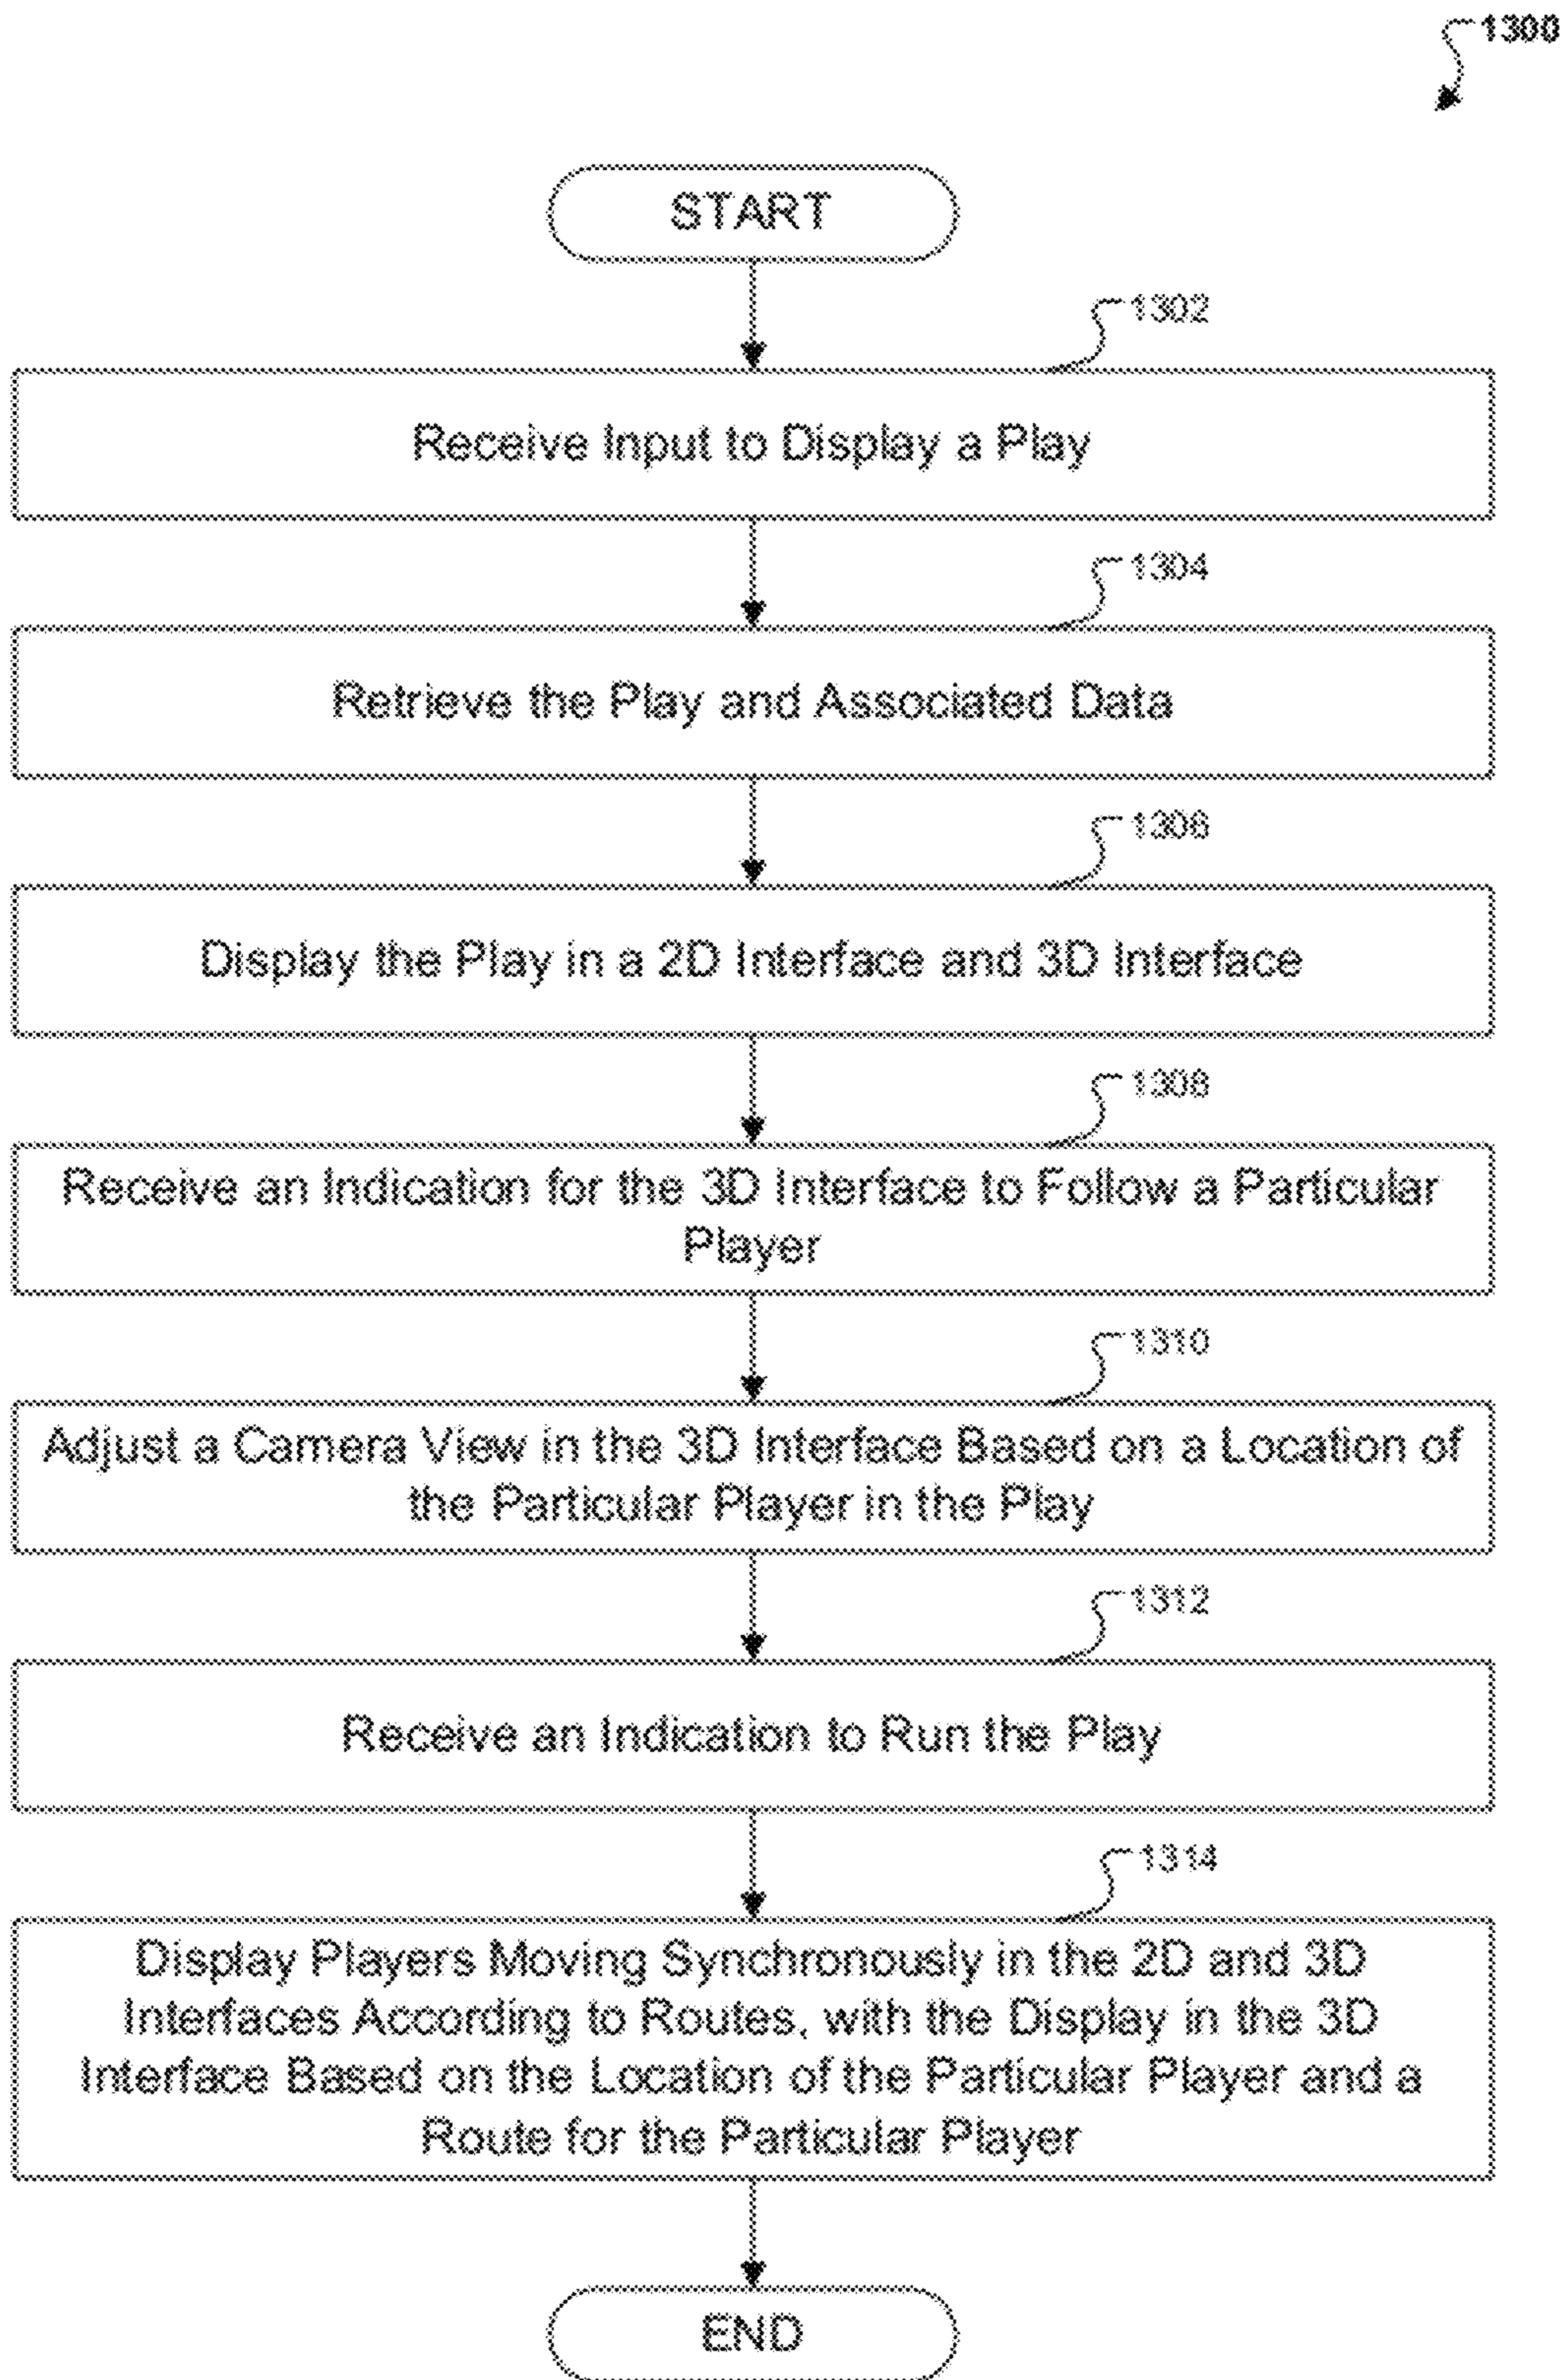 1300
START
1302
Receive Input to Display a Play
1304
Retrieve the Play and Associated Data
1306
Display the Play in a 2D Interface and 3D Interface
1308
Receive an Indication for the 3D Interface to Follow a Particular
Player
1310
Adjust a Camera View in the 3D Interface Based on a Location of
the Particular Player in the Play
1312
Receive an Indication to Run the Play
1314
Display Players Moving Synchronously in the 2D and 3D
Interfaces According to Routes, with the Display in the 3D
Interface Based on the Location of the Particular Player and a
Route for the Particular Player
END